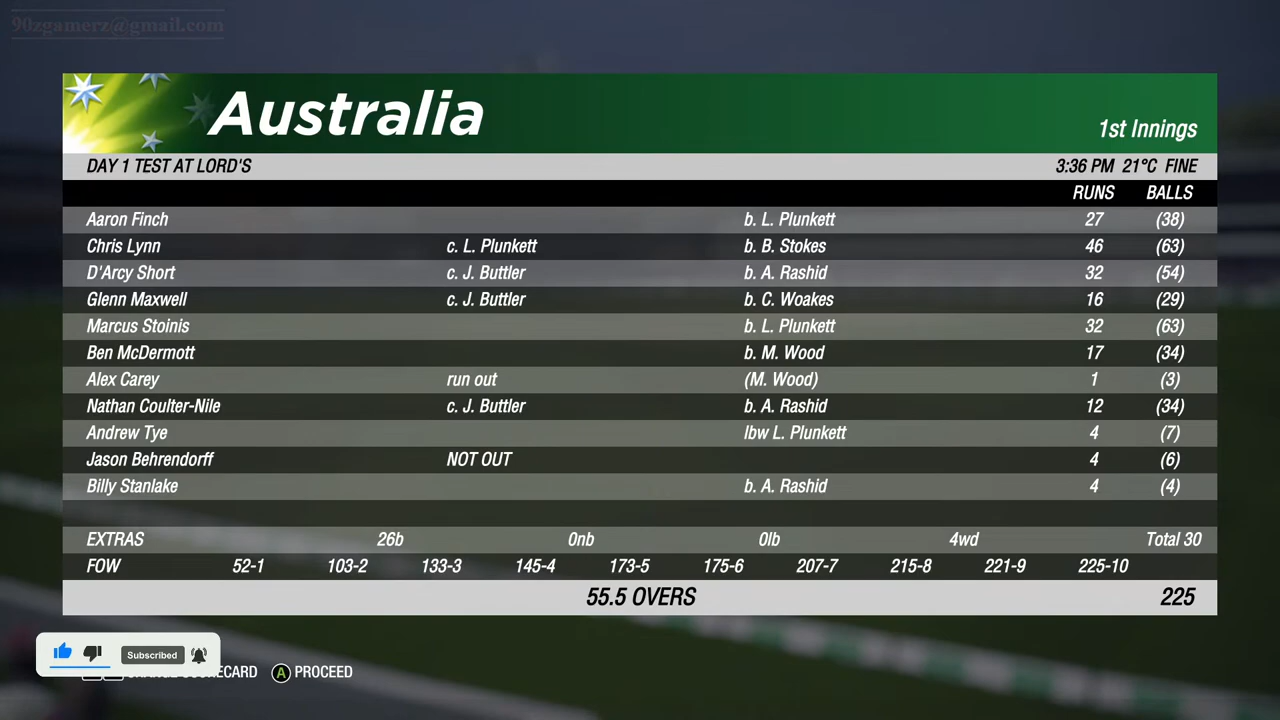 90zgamerz@gmail.com
Australia
1st Innings
DAY 1 TEST AT LORD'S 3:36 PM 21°C FINE
RUNS BALLS
Aaron Finch b. L. Plunkett 27 (38)
Chris Lynn c. L. Plunkett b. B. Stokes 46 (63)
D'Arcy Short c. J. Buttler b. A. Rashid 32 (54)
Glenn Maxwell c. J. Buttler b. C. Woakes 16 (29)
Marcus Stoinis b. L. Plunkett 32 (63)
Ben McDermott b. M. Wood 17 (34)
Alex Carey run out (M. Wood) 1 (3)
Nathan Coulter-Nile c. J. Buttler b. A. Rashid 12 (34)
Andrew Tye lbw L. Plunkett 4 (7)
Jason Behrendorff NOT OUT 4 (6)
Billy Stanlake b. A. Rashid 4 (4)
EXTRAS 26b 0nb 0lb 4wd Total 30
FOW 52-1 103-2 133-3 145-4 173-5 175-6 207-7 215-8 221-9 225-10
55.5 OVERS 225
Subscribed
A PROCEED